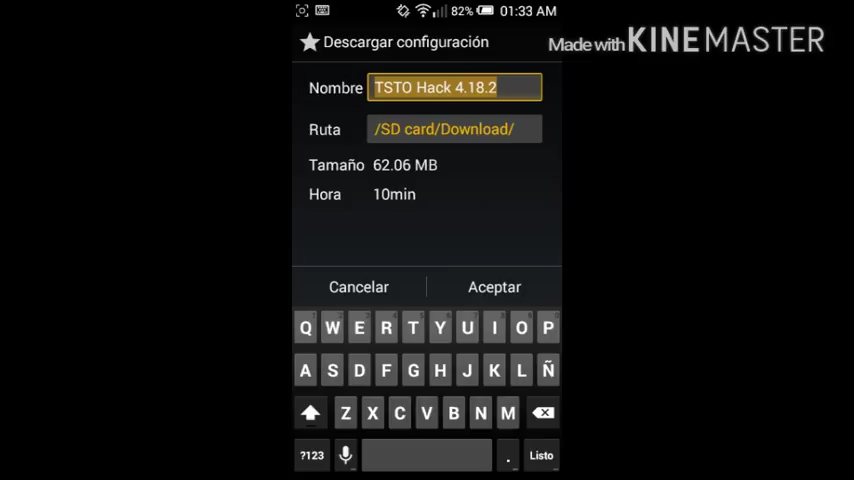 82% 01:33 AM
Descargar configuración
Made with KINEMASTER
Nombre TSTO Hack 4.18.2
Ruta /SD card/Download/
Tamaño 62.06 MB
Hora 10min
Cancelar Aceptar
Q W E R T Y U I O P
A S D F G H J K L Ñ
Z X C V B N M
?123 . Listo